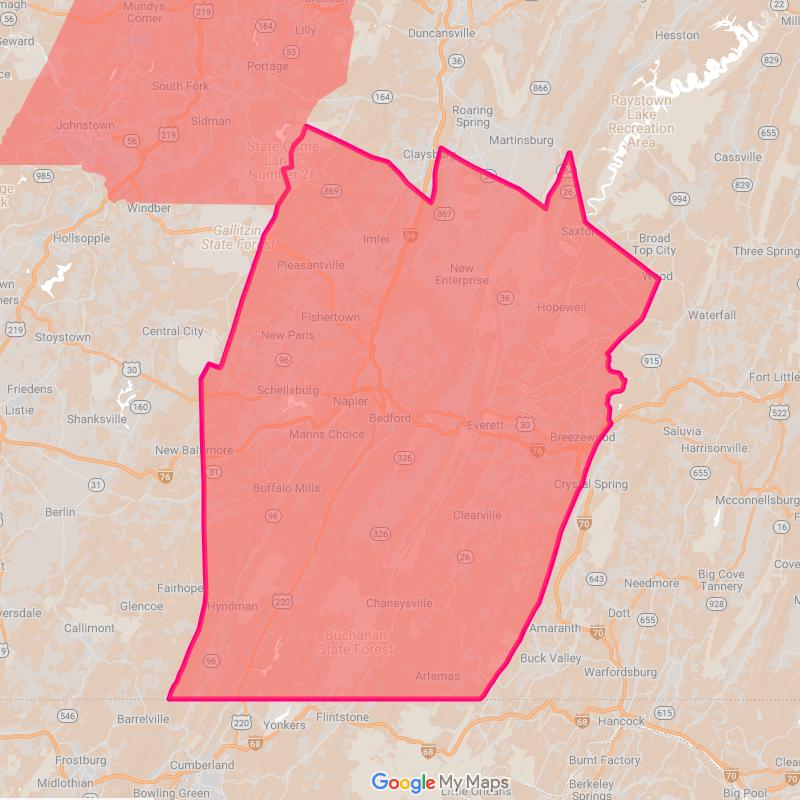 56
Mundys
Corner
219
Lilly
164
53
Portage
Duncansville
36
Hesston
22
829
Seward
South Fork
164
866
Raystown
Lake
Recreation
Area
Johnstown
56
219
Sidman
Roaring
Spring
Martinsburg
655
State Game
Land
Number 26
Claysburg
Cassville
985
869
26
829
994
Windber
867
Hollsopple
Gallitzin
State Forest
Imler
99
Saxton
Broad
Top City
Three Springs
Pleasantville
New
Enterprise
Wood
36
Hopewell
219
Stoystown
Central City
Fishertown
New Paris
Waterfall
30
96
915
Friedens
Listie
160
Schellsburg
Napier
Fort Littleton
522
Shanksville
Bedford
Everett
30
Manns Choice
Breezewood
Saluvia
Harrisonville
New Baltimore
76
326
76
655
31
31
Buffalo Mills
Crystal Spring
Mcconnellsburg
Berlin
96
Clearville
70
16
326
26
Fairhope
643
Needmore
Big Cove
Tannery
928
Glencoe
Hyndman
220
Chaneysville
Dott
655
Callimont
Buchanan
State Forest
Amaranth
70
96
Artemas
Buck Valley
Warfordsburg
546
Barrelville
220
Yonkers
Flintstone
68
Hancock
615
68
68
70
Frostburg
Cumberland
Burnt Factory
Midlothian
Bowling Green
Google My Maps
Little Orleans
Berkeley
Springs
Big Pool